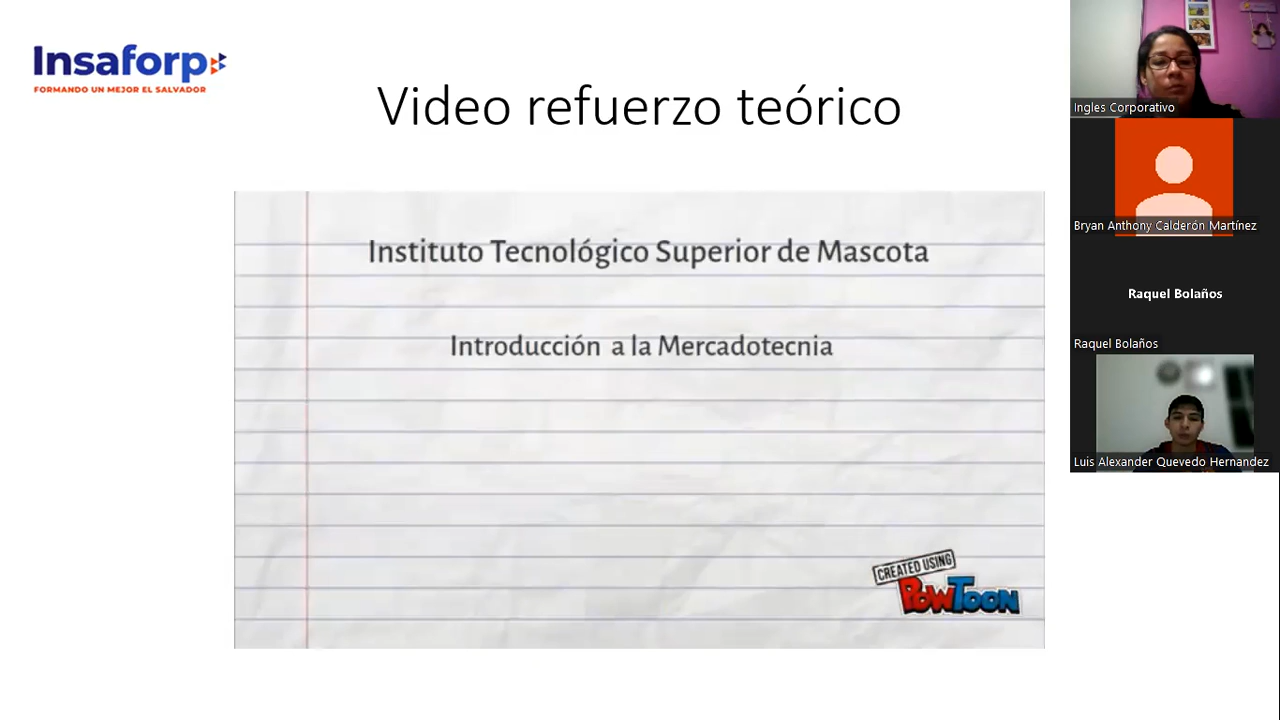 Insaforp
FORMANDO UN MEJOR EL SALVADOR
Video refuerzo teórico
Instituto Tecnológico Superior de Mascota
Introducción a la Mercadotecnia
CREATED USING
POWTOON
Ingles Corporativo
Bryan Anthony Calderón Martínez
Raquel Bolaños
Raquel Bolaños
Luis Alexander Quevedo Hernandez